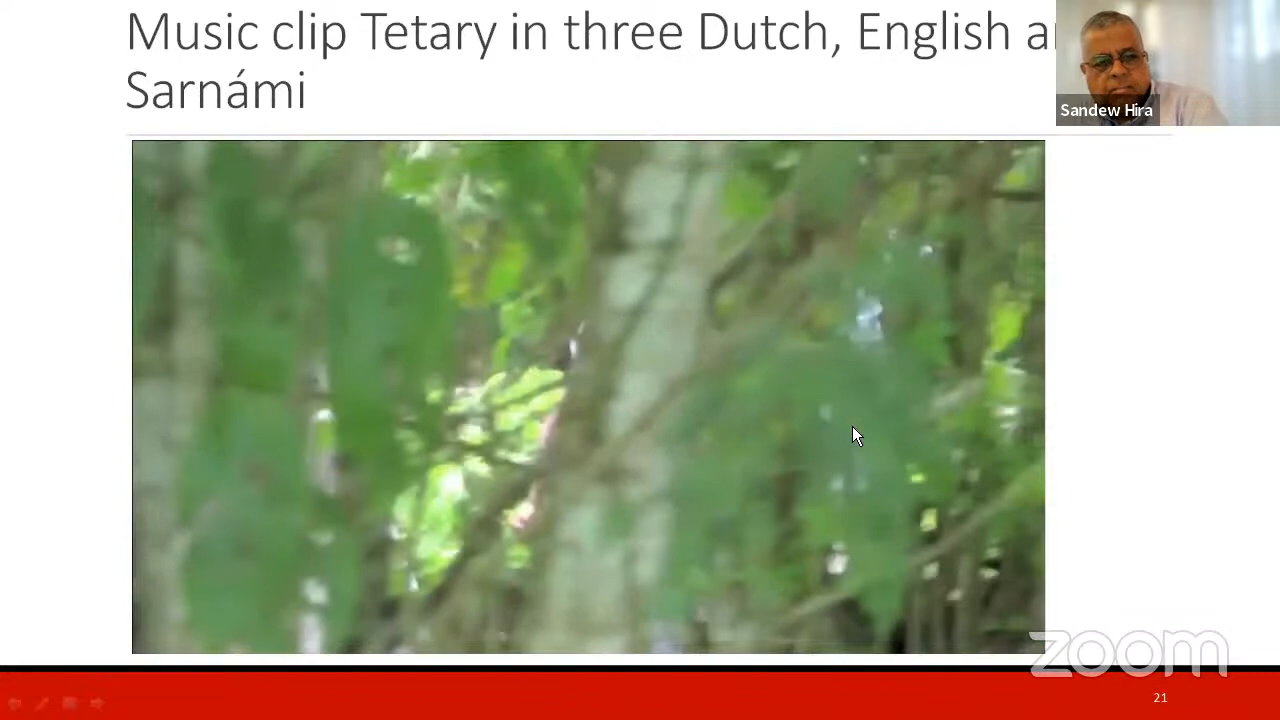 Music clip Tetary in three Dutch, English a
Sarnámi
Sandew Hira
zoom
21